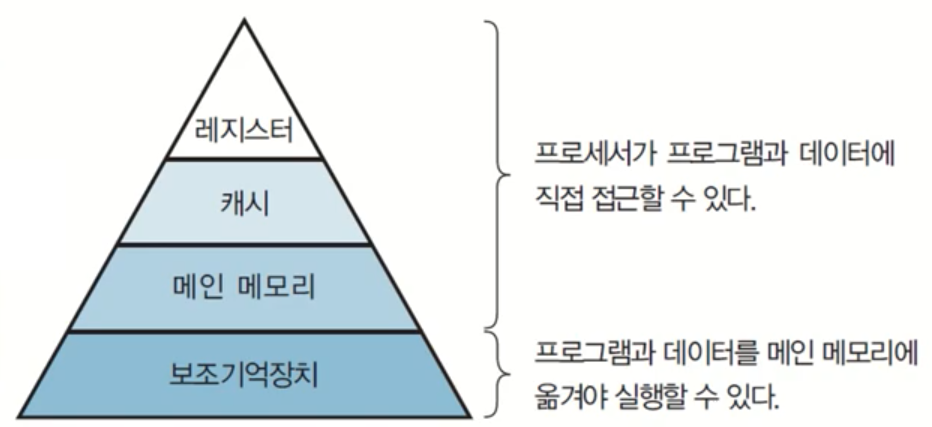 레지스터
캐시
메인 메모리
보조기억장치
프로세서가 프로그램과 데이터에
직접 접근할 수 있다.
프로그램과 데이터를 메인 메모리에
옮겨야 실행할 수 있다.